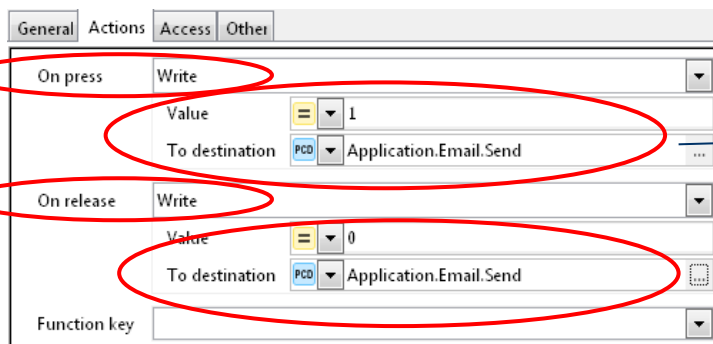 General Actions Access Other
On press Write
Value = 1
To destination PCD Application.Email.Send ...
On release Write
Value = 0
To destination PCD Application.Email.Send ...
Function key